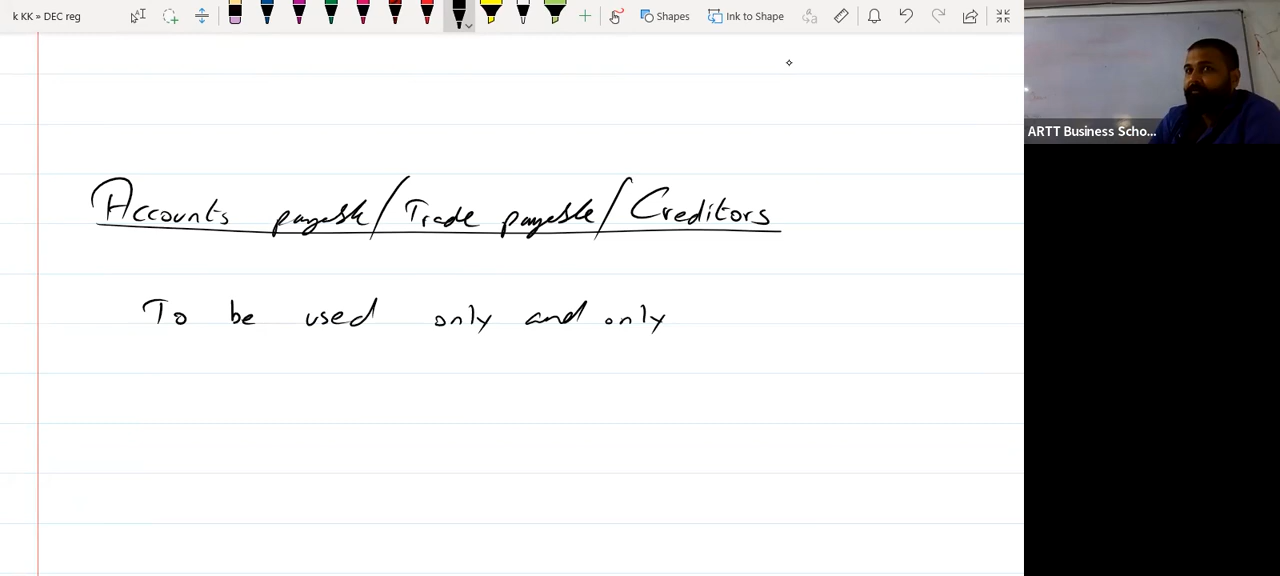 k KK » DEC reg
Shapes
Ink to Shape
ARTT Business Scho...
Accounts payable/Trade payable/Creditors
To be used only and only